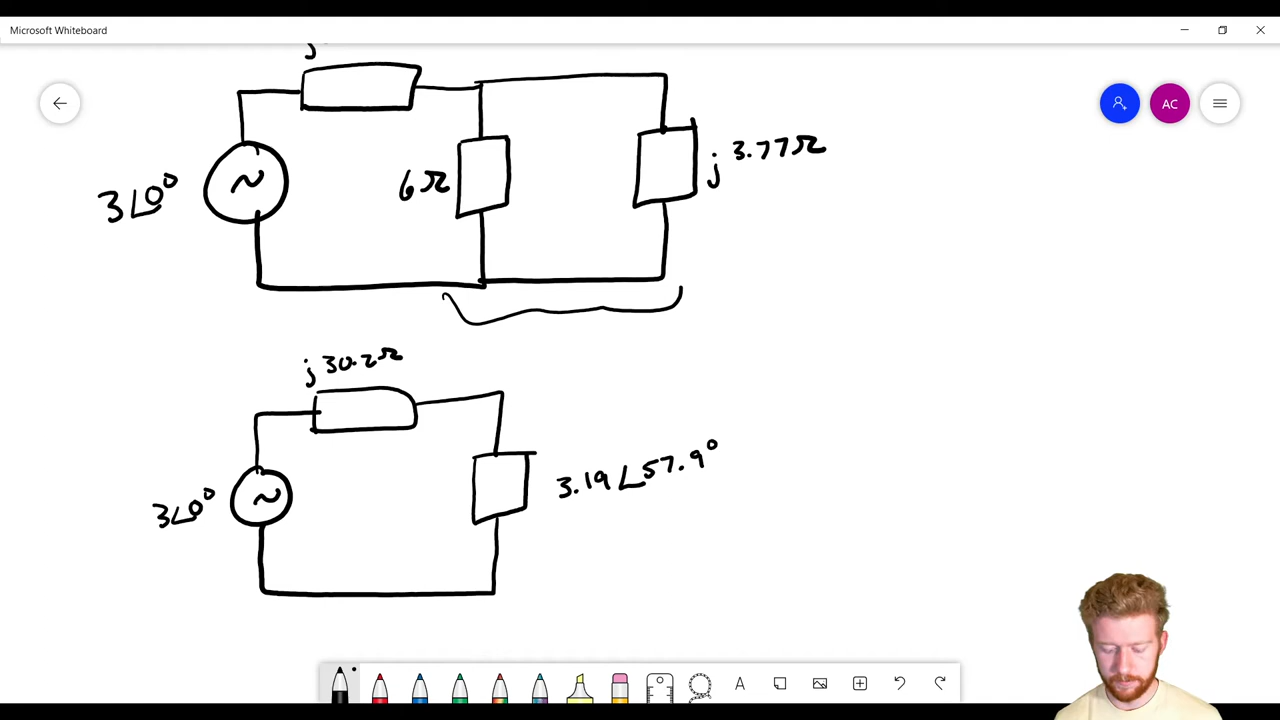 Microsoft Whiteboard
AC
j
3∠0°
6Ω
j 3.77Ω
j 30.2Ω
3∠0°
3.19∠57.9°
A